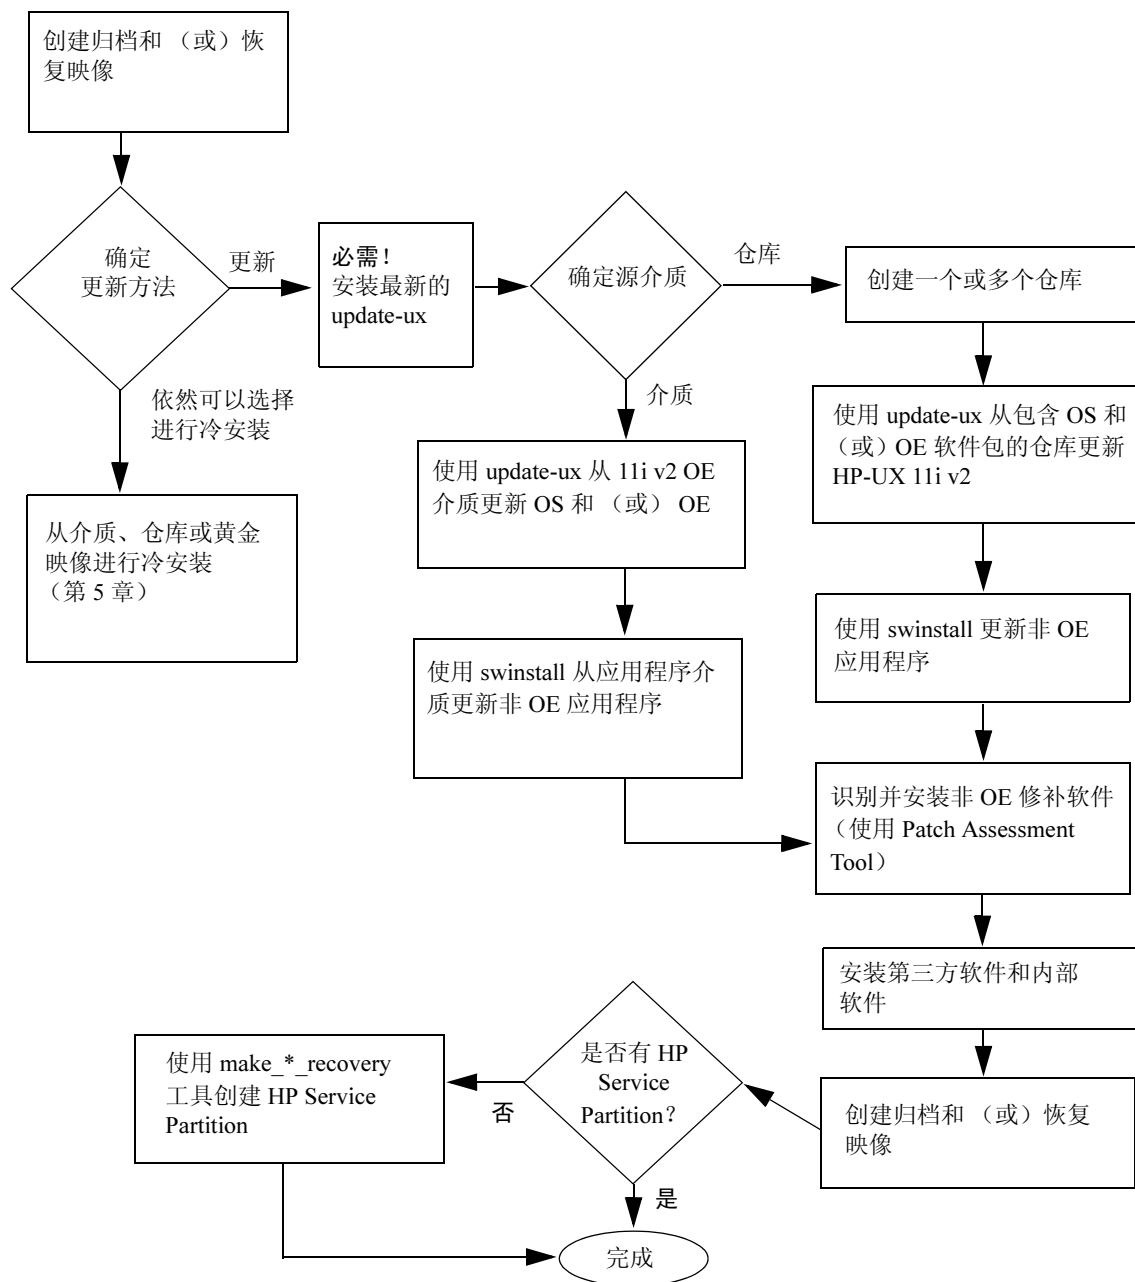 创建归档和 （或）恢
复映像
确定
更新方法
更新
必需！
安装最新的
update-ux
确定源介质
仓库
创建一个或多个仓库
依然可以选择
进行冷安装
介质
使用 update-ux 从包含 OS 和
（或）OE 软件包的仓库更新
HP-UX 11i v2
使用 update-ux 从 11i v2 OE
介质更新 OS 和 （或） OE
从介质、仓库或黄金
映像进行冷安装
（第 5 章）
使用 swinstall 更新非 OE
应用程序
使用 swinstall 从应用程序介
质更新非 OE 应用程序
识别并安装非 OE 修补软件
（使用 Patch Assessment
Tool）
安装第三方软件和内部
软件
创建归档和 （或）恢复
映像
是否有 HP
Service
Partition？
否
使用 make_*_recovery
工具创建 HP Service
Partition
是
完成